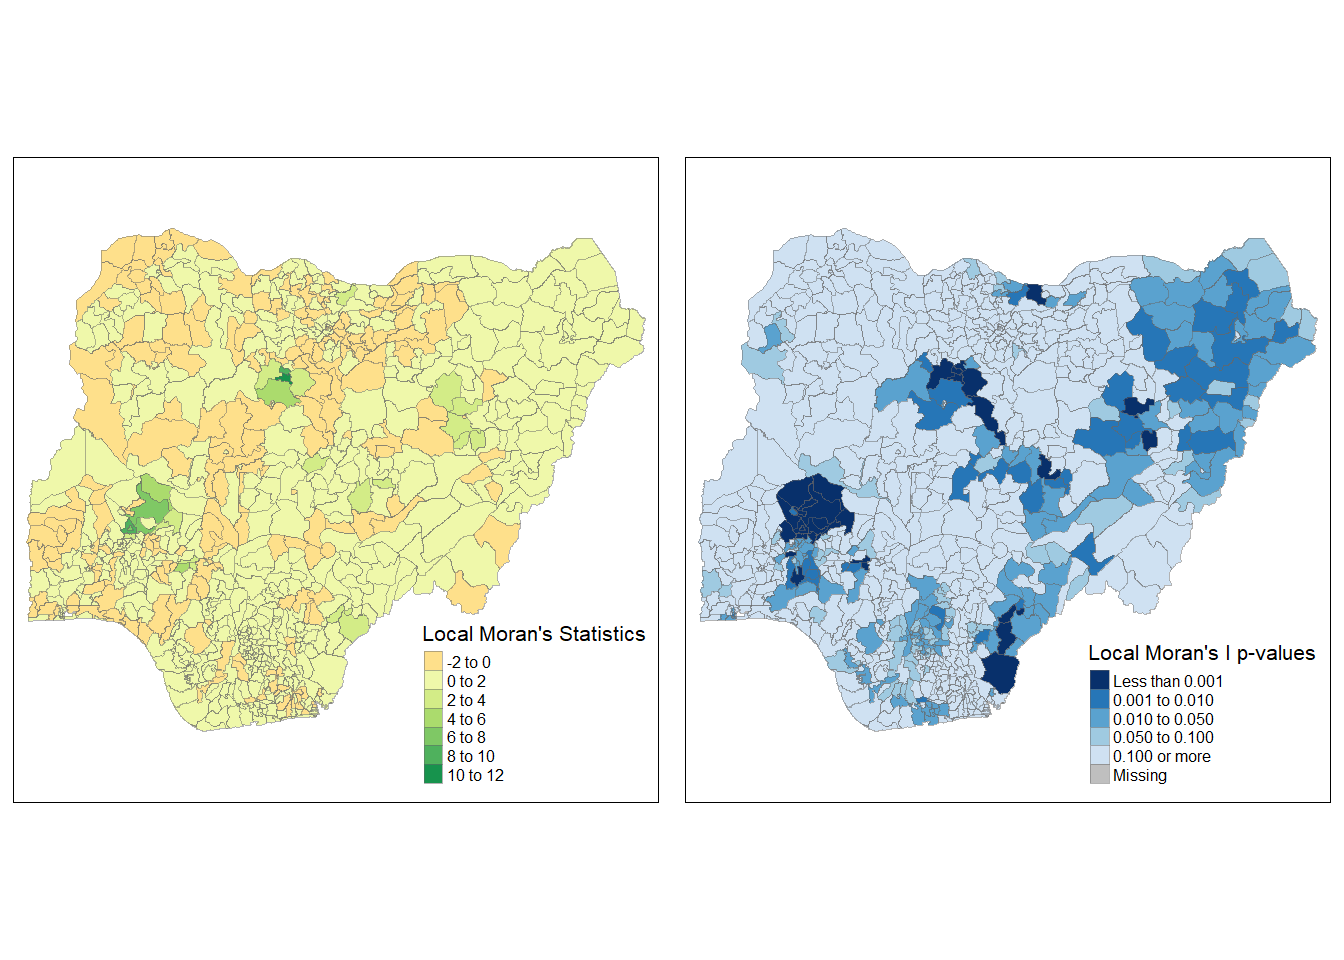 Local Moran's Statistics
-2 to 0
0 to 2
2 to 4
4 to 6
6 to 8
8 to 10
10 to 12
Local Moran's I p-values
Less than 0.001
0.001 to 0.010
0.010 to 0.050
0.050 to 0.100
0.100 or more
Missing